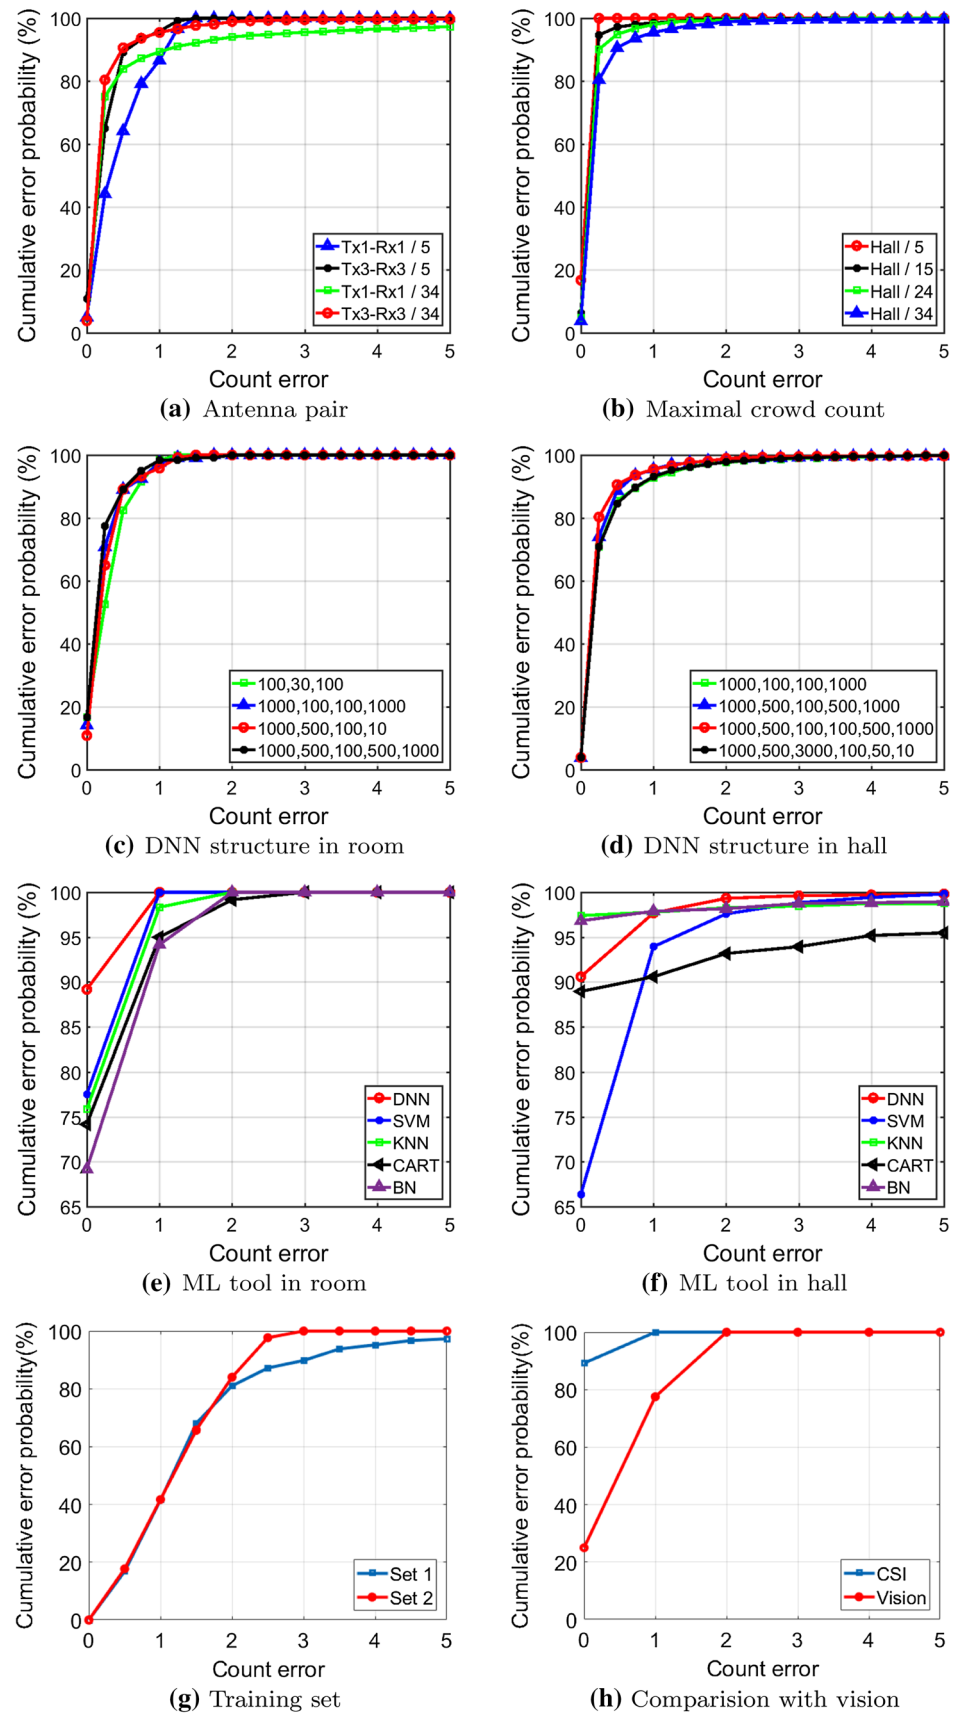 Cumulative error probability (%)
100
80
60
40
20
0
Tx1-Rx1 / 5
Tx3-Rx3 / 5
Tx1-Rx1 / 34
Tx3-Rx3 / 34
0 1 2 3 4 5
Count error
(a) Antenna pair
Cumulative error probability (%)
100
80
60
40
20
0
Hall / 5
Hall / 15
Hall / 24
Hall / 34
0 1 2 3 4 5
Count error
(b) Maximal crowd count
Cumulative error probability (%)
100
80
60
40
20
0
100,30,100
1000,100,100,1000
1000,500,100,10
1000,500,100,500,1000
0 1 2 3 4 5
Count error
(c) DNN structure in room
Cumulative error probability (%)
100
80
60
40
20
0
1000,100,100,1000
1000,500,100,500,1000
1000,500,100,100,500,1000
1000,500,3000,100,50,10
0 1 2 3 4 5
Count error
(d) DNN structure in hall
Cumulative error probability (%)
100
95
90
85
80
75
70
65
DNN
SVM
KNN
CART
BN
0 1 2 3 4 5
Count error
(e) ML tool in room
Cumulative error probability (%)
100
95
90
85
80
75
70
65
DNN
SVM
KNN
CART
BN
0 1 2 3 4 5
Count error
(f) ML tool in hall
Cumulative error probability(%)
100
80
60
40
20
0
Set 1
Set 2
0 1 2 3 4 5
Count error
(g) Training set
Cumulative error probability(%)
100
80
60
40
20
0
CSI
Vision
0 1 2 3 4 5
Count error
(h) Comparision with vision